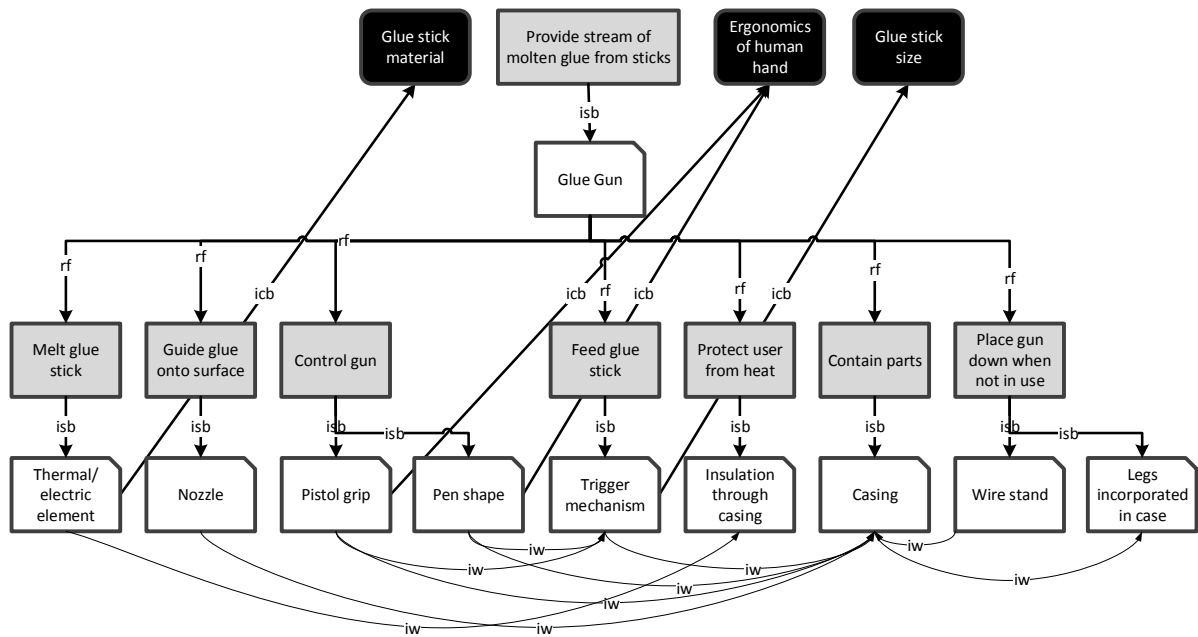 Glue stick
material
Provide stream of
molten glue from sticks
Ergonomics
of human
hand
Glue stick
size
isb
Glue Gun
rf
rf
rf
rf
rf
rf
rf
icb
icb
icb
icb
Melt glue
stick
Guide glue
onto surface
Control gun
Feed glue
stick
Protect user
from heat
Contain parts
Place gun
down when
not in use
isb
isb
isb
isb
isb
isb
isb
isb
Thermal/
electric
element
Nozzle
Pistol grip
Pen shape
Trigger
mechanism
Insulation
through
casing
Casing
Wire stand
Legs
incorporated
in case
iw
iw
iw
iw
iw
iw
iw
iw
iw